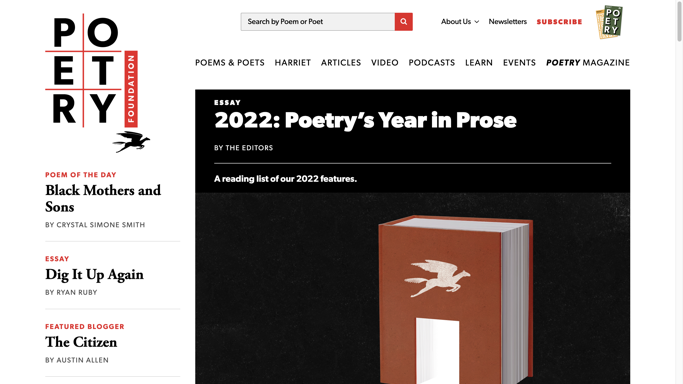 PO
ET
RY
FOUNDATION
Search by Poem or Poet
About Us
Newsletters
SUBSCRIBE
POETRY
POEMS & POETS
HARRIET
ARTICLES
VIDEO
PODCASTS
LEARN
EVENTS
POETRY MAGAZINE
POEM OF THE DAY
Black Mothers and
Sons
BY CRYSTAL SIMONE SMITH
ESSAY
Dig It Up Again
BY RYAN RUBY
FEATURED BLOGGER
The Citizen
BY AUSTIN ALLEN
ESSAY
2022: Poetry’s Year in Prose
BY THE EDITORS
A reading list of our 2022 features.